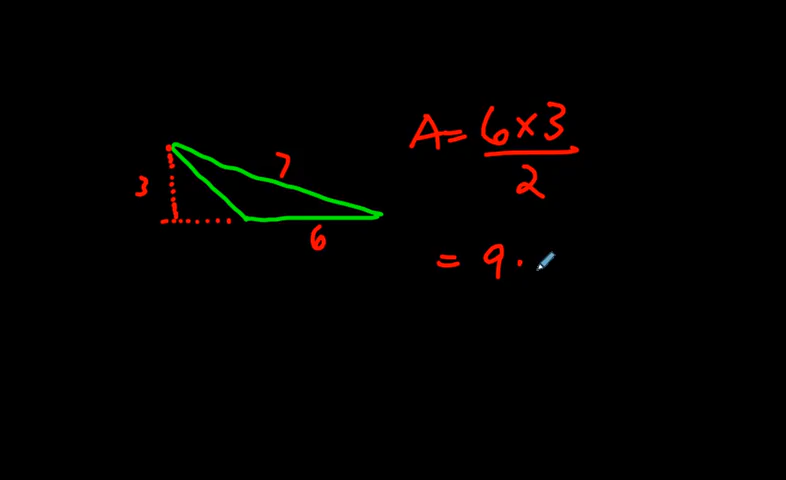 7
3
6
A = 6 x 3
2
= 9 .